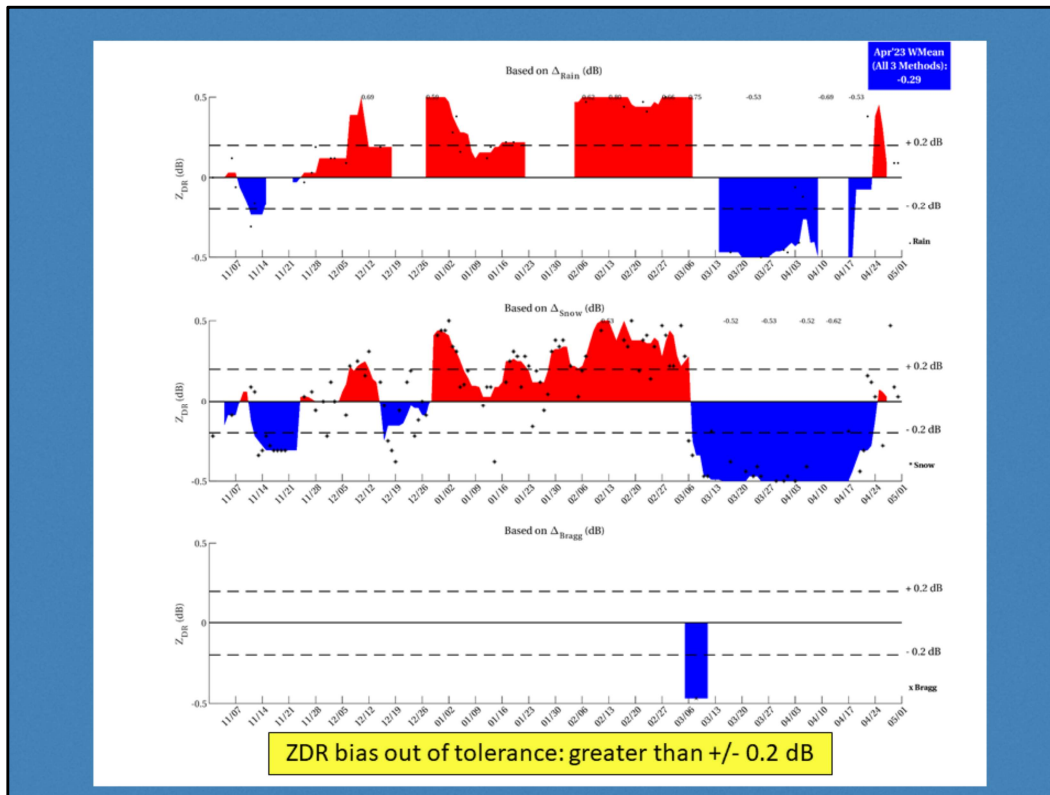 Apr'23 WMean
(All 3 Methods):
-0.29
Based on Δ_Rain (dB)
0.69 0.59 0.63 0.80 0.66 0.75 -0.53 -0.68 -0.53
0.5
+ 0.2 dB
0
- 0.2 dB
-0.5
Z_DR (dB)
. Rain
11/07 11/14 11/21 11/28 12/05 12/12 12/19 12/26 01/02 01/09 01/16 01/23 01/30 02/06 02/13 02/20 02/27 03/06 03/13 03/20 03/27 04/03 04/10 04/17 04/24 05/01
Based on Δ_Snow (dB)
0.53 -0.52 -0.53 -0.52 -0.62
0.5
+ 0.2 dB
0
- 0.2 dB
-0.5
Z_DR (dB)
* Snow
11/07 11/14 11/21 11/28 12/05 12/12 12/19 12/26 01/02 01/09 01/16 01/23 01/30 02/06 02/13 02/20 02/27 03/06 03/13 03/20 03/27 04/03 04/10 04/17 04/24 05/01
Based on Δ_Bragg (dB)
0.5
+ 0.2 dB
0
- 0.2 dB
-0.5
Z_DR (dB)
x Bragg
11/07 11/14 11/21 11/28 12/05 12/12 12/19 12/26 01/02 01/09 01/16 01/23 01/30 02/06 02/13 02/20 02/27 03/06 03/13 03/20 03/27 04/03 04/10 04/17 04/24 05/01
ZDR bias out of tolerance: greater than +/- 0.2 dB